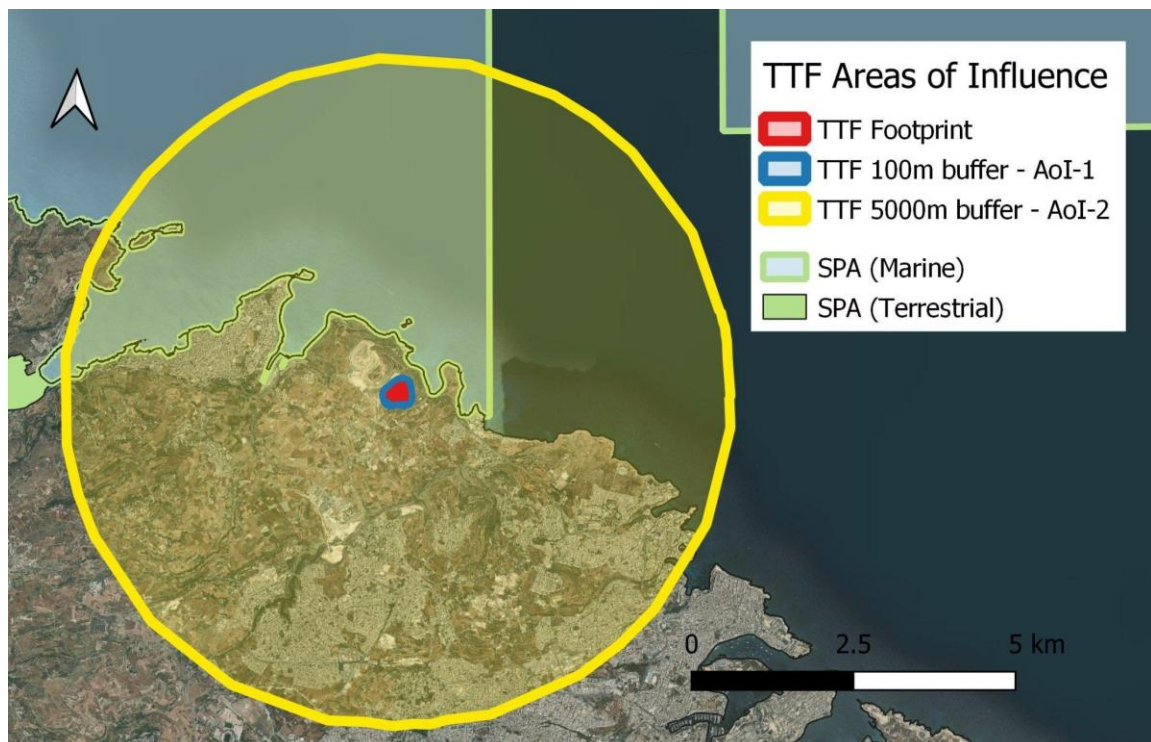 TTF Areas of Influence
TTF Footprint
TTF 100m buffer - AoI-1
TTF 5000m buffer - AoI-2
SPA (Marine)
SPA (Terrestrial)
0 2.5 5 km